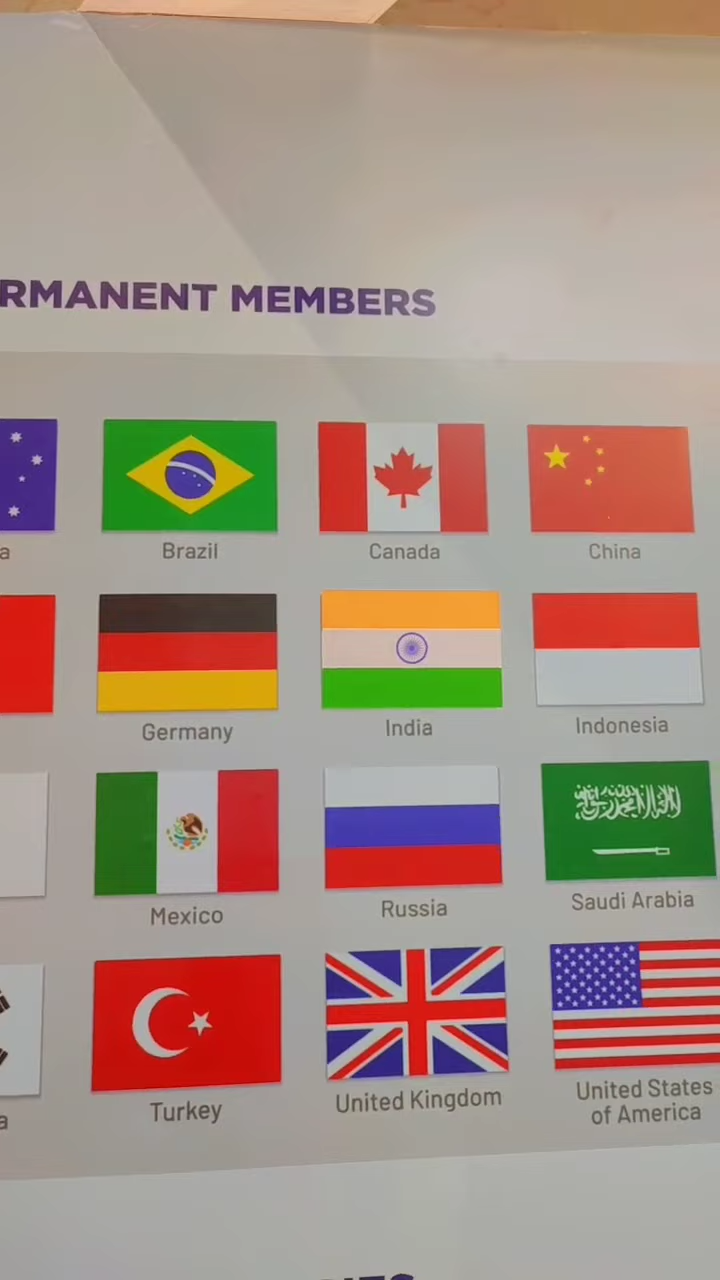 RMANENT MEMBERS
a
Brazil
Canada
China
Germany
India
Indonesia
Mexico
Russia
Saudi Arabia
a
Turkey
United Kingdom
United States
of America